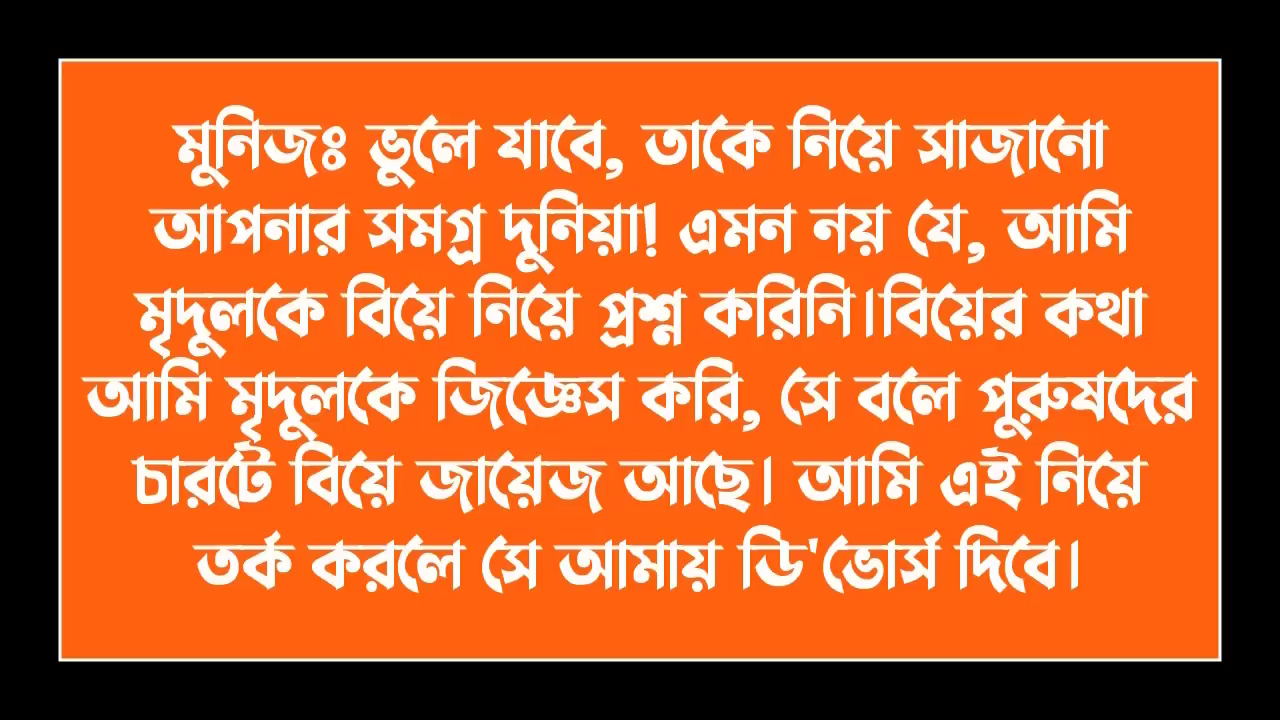 মুনিজঃ ভুলে যাবে, তাকে নিয়ে সাজানো
আপনার সমগ্র দুনিয়া! এমন নয় যে, আমি
মৃদুলকে বিয়ে নিয়ে প্রশ্ন করিনি।বিয়ের কথা
আমি মৃদুলকে জিজ্ঞেস করি, সে বলে পুরুষদের
চারটে বিয়ে জায়েজ আছে। আমি এই নিয়ে
তর্ক করলে সে আমায় ডি'ভোর্স দিবে।